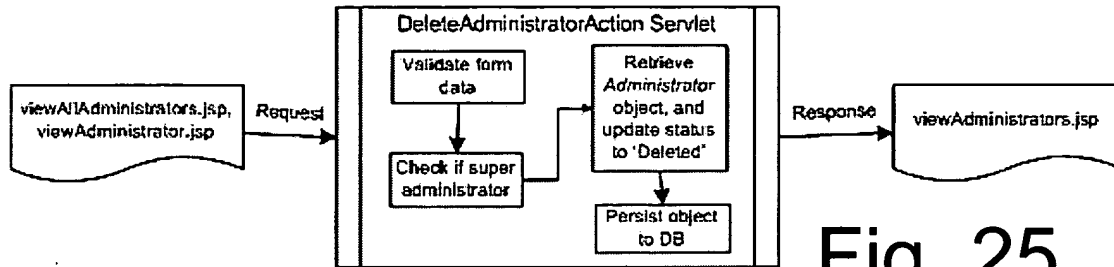 DeleteAdministratorAction Servlet
viewAllAdministrators.jsp,
viewAdministrator.jsp
Request
Validate form
data
Check if super
administrator
Retrieve
Administrator
object, and
update status
to "Deleted"
Persist object
to DB
Response
viewAdministrators.jsp
Fig. 25